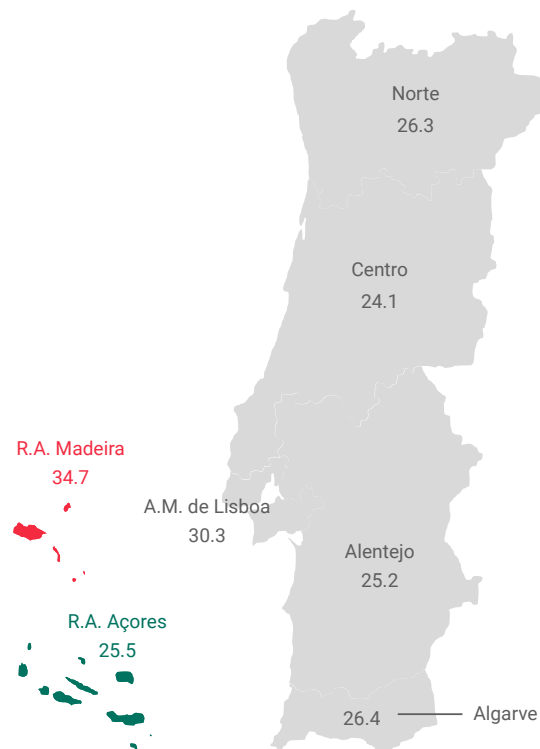 Norte
26.3
Centro
24.1
R.A. Madeira
34.7
A.M. de Lisboa
30.3
Alentejo
25.2
R.A. Açores
25.5
26.4
Algarve